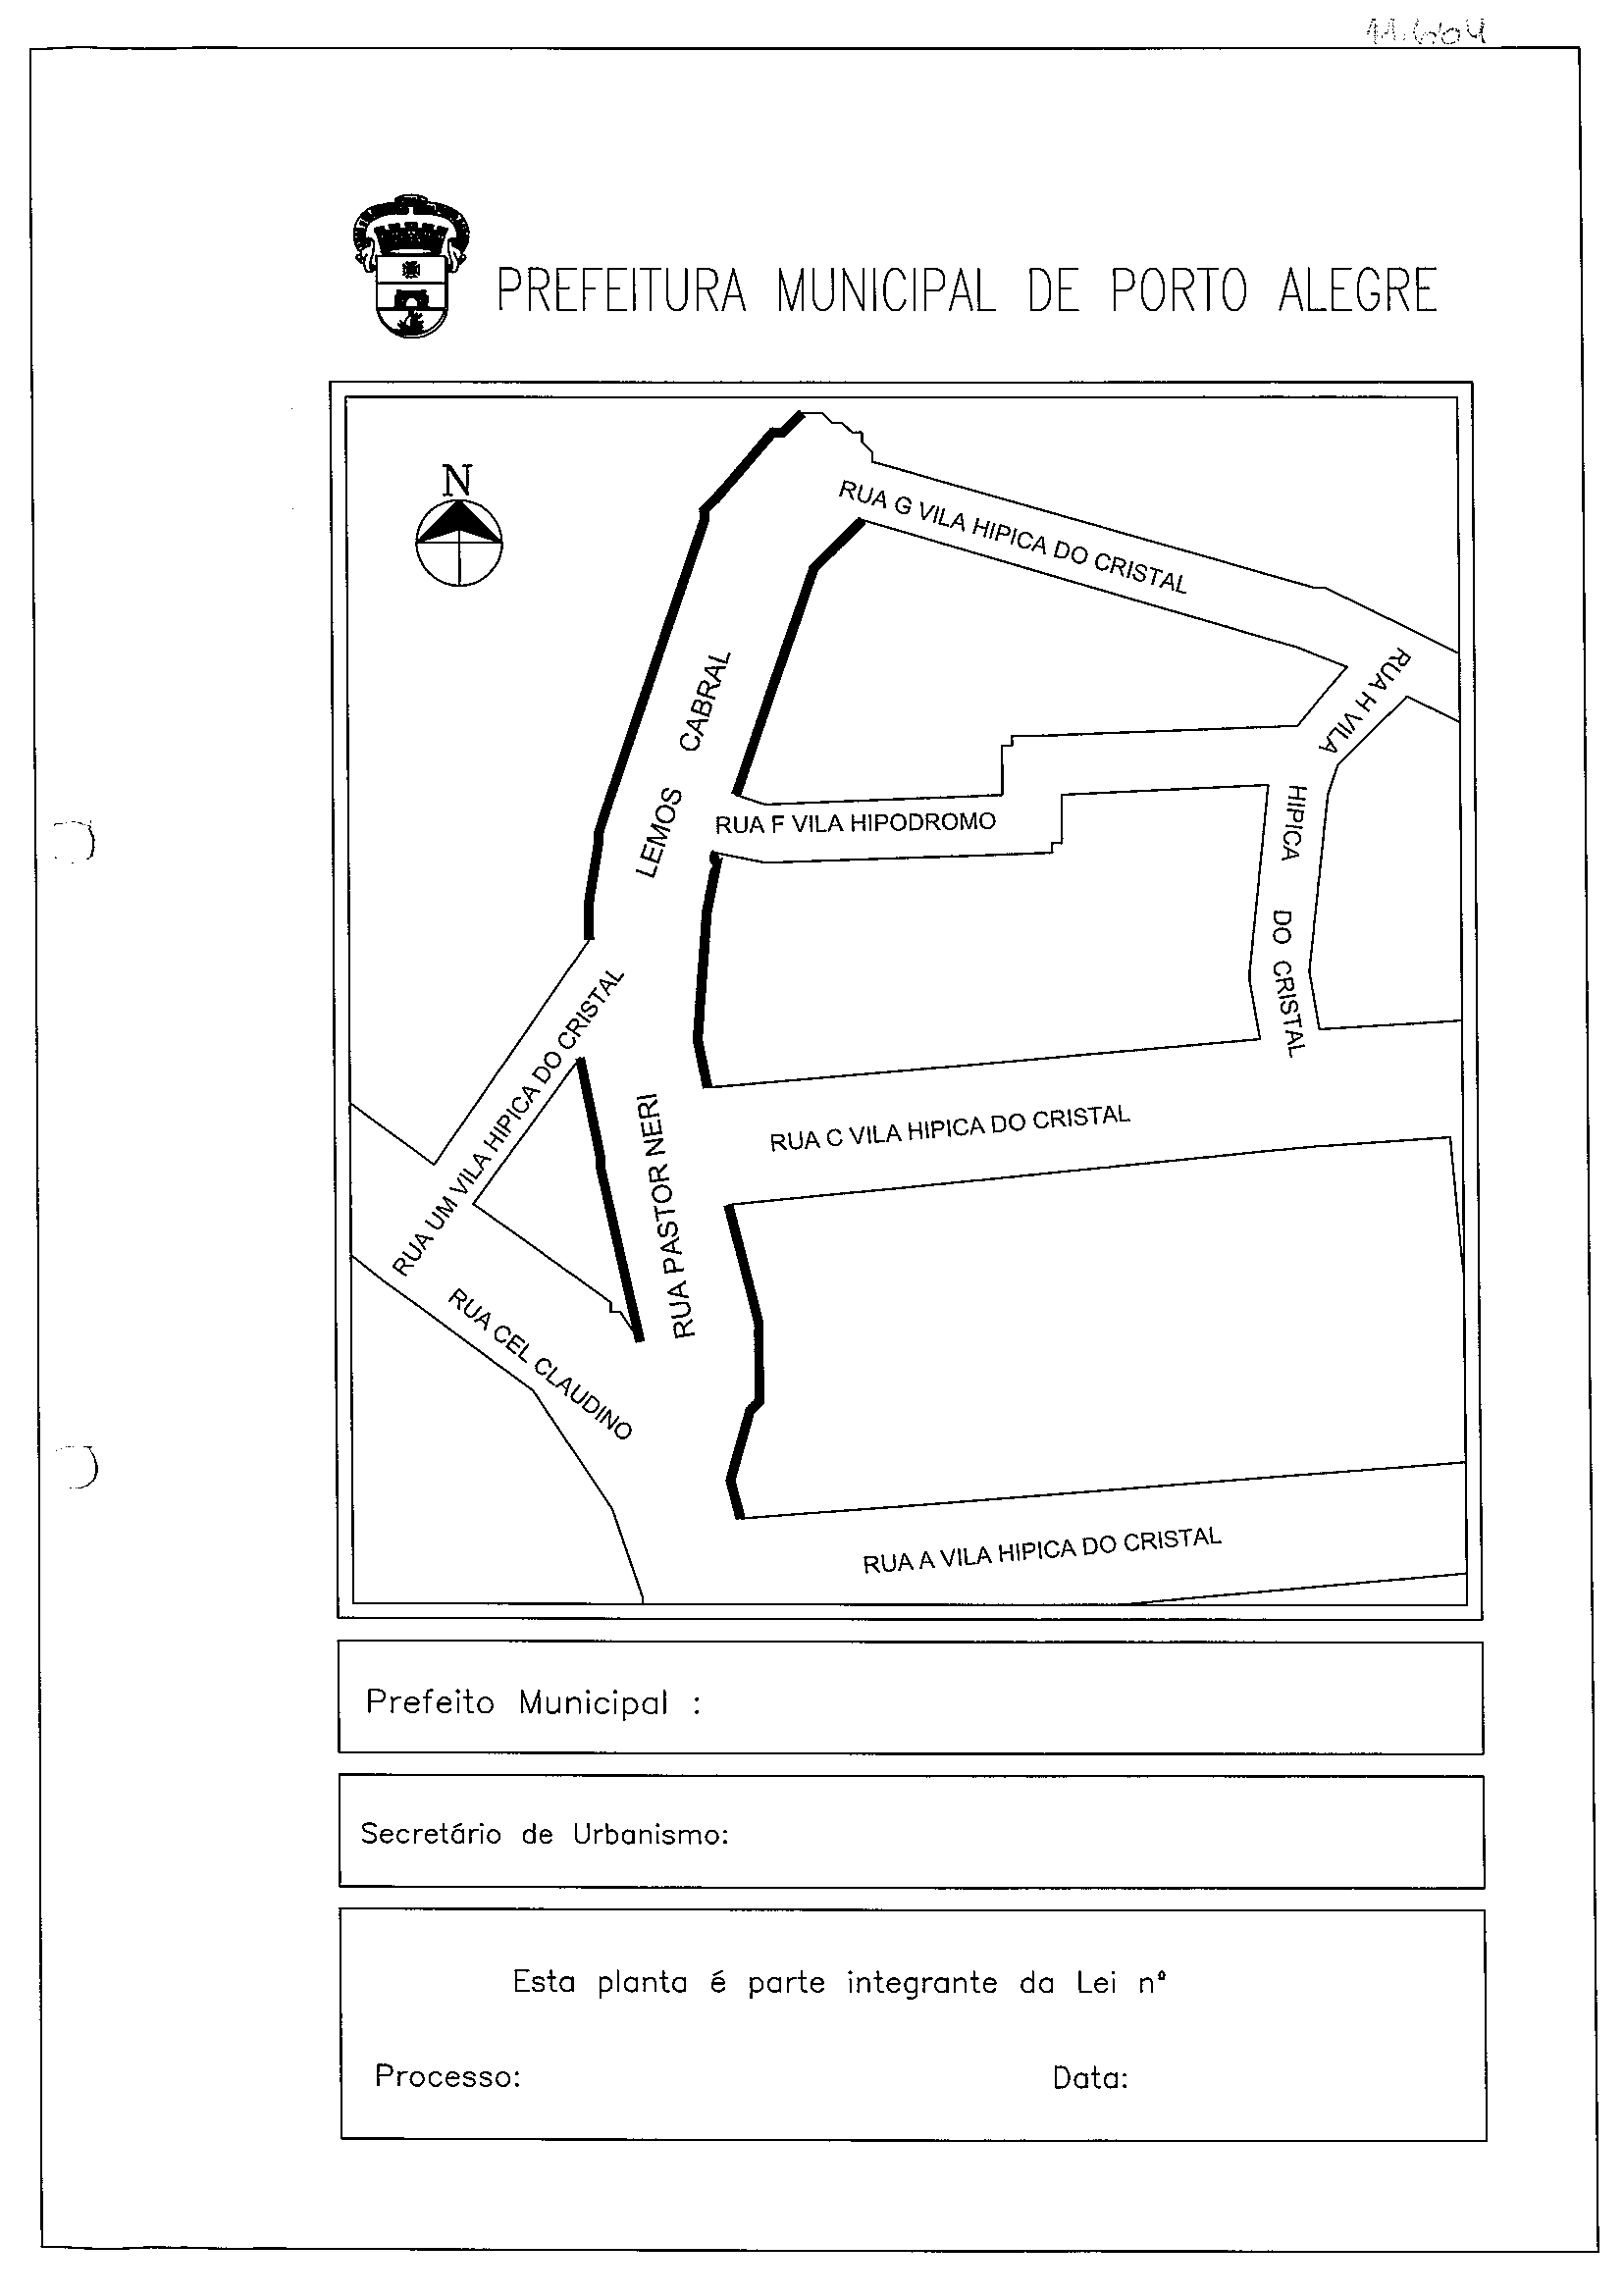 11.604
PREFEITURA MUNICIPAL DE PORTO ALEGRE
N
RUA G VILA HIPICA DO CRISTAL
RUA H VILA HIPICA DO CRISTAL
RUA F VILA HIPODROMO
RUA PASTOR NERI LEMOS CABRAL
RUA UM VILA HIPICA DO CRISTAL
RUA C VILA HIPICA DO CRISTAL
RUA CEL CLAUDINO
RUA A VILA HIPICA DO CRISTAL
Prefeito Municipal :
Secretário de Urbanismo:
Esta planta é parte integrante da Lei nº
Processo: Data: